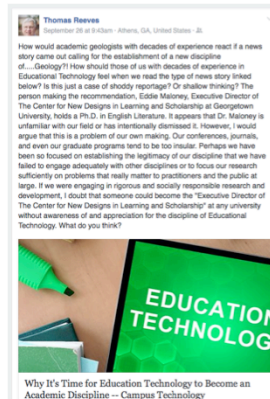 Thomas Reeves
September 26 at 9:43am · Athens, GA, United States ·
How would academic geologists with decades of experience react if a news
story came out calling for the establishment of a new discipline
of.....Geology?! How should those of us with decades of experience in
Educational Technology feel when we read the type of news story linked
below? Is this just a case of shoddy reportage? Or shallow thinking? The
person making the recommendation, Eddie Maloney, Executive Director of
The Center for New Designs in Learning and Scholarship at Georgetown
University, holds a Ph.D. in English Literature. It appears that Dr. Maloney is
unfamiliar with our field or has intentionally dismissed it. However, I would
argue that this is a problem of our own making. Our conferences, journals,
and even our graduate programs tend to be too insular. Perhaps we have
been so focused on establishing the legitimacy of our discipline that we have
failed to engage adequately with other disciplines or to focus our research
sufficiently on problems that really matter to practitioners and the public at
large. If we were engaging in rigorous and socially responsible research and
development, I doubt that someone could become the "Executive Director of
The Center for New Designs in Learning and Scholarship" at any university
without awareness of and appreciation for the discipline of Educational
Technology. What do you think?
EDUCATION
TECHNOLOG
Why It's Time for Education Technology to Become an
Academic Discipline -- Campus Technology